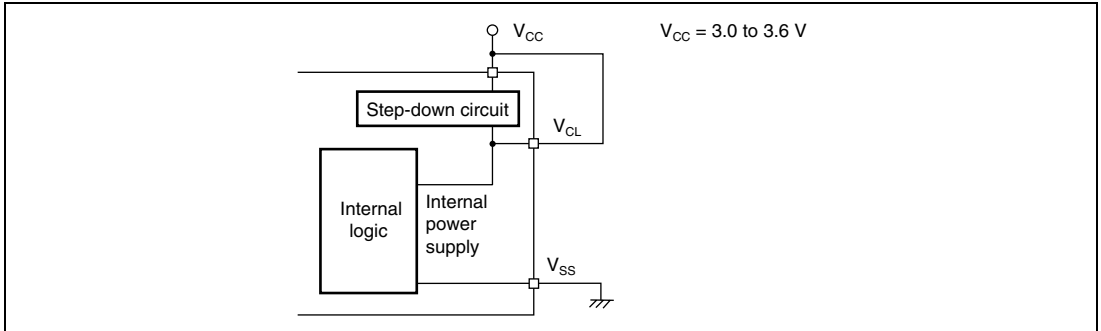 V_CC
V_CC = 3.0 to 3.6 V
Step-down circuit
V_CL
Internal
logic
Internal
power
supply
V_SS